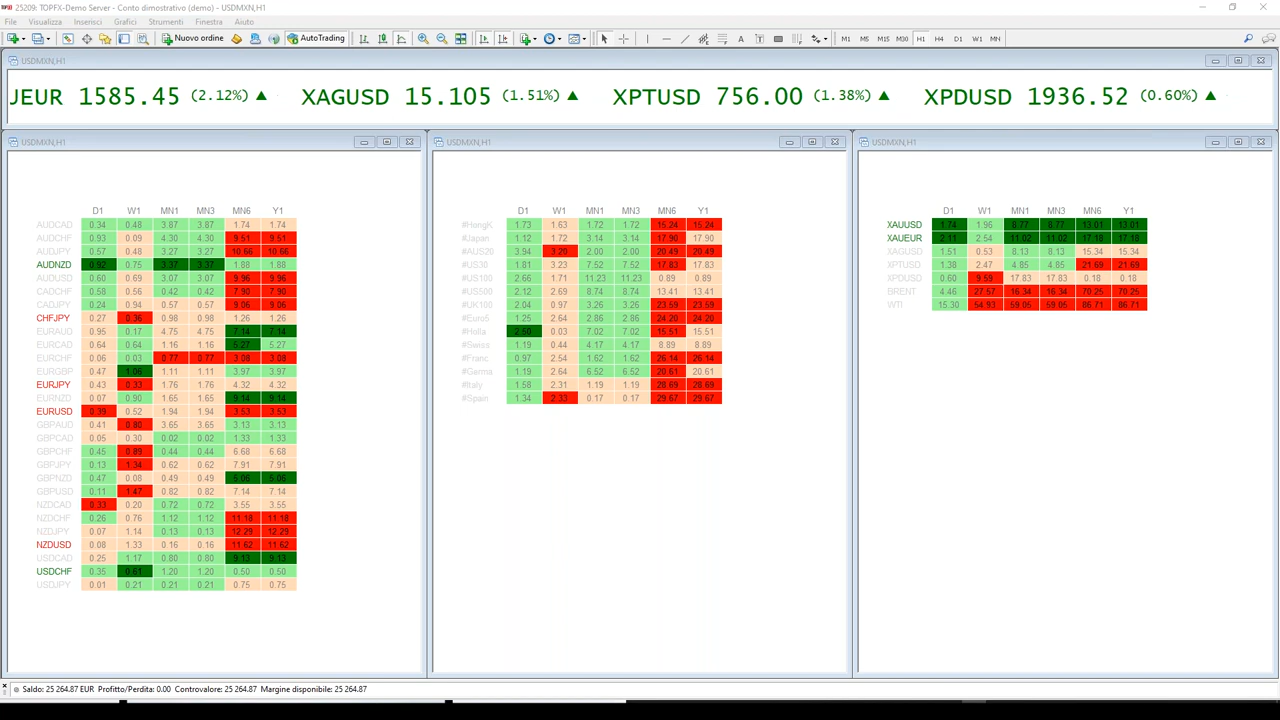 25209: TOPFX-Demo Server - Conto dimostrativo (demo) - USDMXN,H1
File Visualizza Inserisci Grafici Strumenti Finestra Aiuto
Nuovo ordine AutoTrading M1 M5 M15 M30 H1 H4 D1 W1 MN
USDMXN,H1
JEUR 1585.45 (2.12%) ▲ XAGUSD 15.105 (1.51%) ▲ XPTUSD 756.00 (1.38%) ▲ XPDUSD 1936.52 (0.60%) ▲
USDMXN,H1
D1 W1 MN1 MN3 MN6 Y1
AUDCAD 0.34 0.48 3.87 3.87 1.74 1.74
AUDCHF 0.93 0.09 4.30 4.30 9.51 9.51
AUDJPY 0.57 0.48 3.27 3.27 10.66 10.66
AUDNZD 0.92 0.75 3.37 3.37 1.88 1.88
AUDUSD 0.60 0.69 3.07 3.07 9.96 9.96
CADCHF 0.58 0.56 0.42 0.42 7.90 7.90
CADJPY 0.24 0.94 0.57 0.57 9.06 9.06
CHFJPY 0.27 0.36 0.98 0.98 1.26 1.26
EURAUD 0.95 0.17 4.75 4.75 7.14 7.14
EURCAD 0.64 0.64 1.16 1.16 5.27 5.27
EURCHF 0.06 0.03 0.77 0.77 3.08 3.08
EURGBP 0.47 1.06 1.11 1.11 3.97 3.97
EURJPY 0.43 0.33 1.76 1.76 4.32 4.32
EURNZD 0.07 0.90 1.65 1.65 9.14 9.14
EURUSD 0.39 0.52 1.94 1.94 3.53 3.53
GBPAUD 0.41 0.80 3.65 3.65 3.13 3.13
GBPCAD 0.05 0.30 0.02 0.02 1.33 1.33
GBPCHF 0.45 0.89 0.44 0.44 6.68 6.68
GBPJPY 0.13 1.34 0.62 0.62 7.91 7.91
GBPNZD 0.47 0.08 0.49 0.49 5.06 5.06
GBPUSD 0.11 1.47 0.82 0.82 7.14 7.14
NZDCAD 0.33 0.20 0.72 0.72 3.55 3.55
NZDCHF 0.26 0.76 1.12 1.12 11.18 11.18
NZDJPY 0.07 1.14 0.13 0.13 12.29 12.29
NZDUSD 0.08 1.33 0.16 0.16 11.62 11.62
USDCAD 0.25 1.17 0.80 0.80 9.13 9.13
USDCHF 0.35 0.61 1.20 1.20 0.50 0.50
USDJPY 0.01 0.21 0.21 0.21 0.75 0.75
USDMXN,H1
D1 W1 MN1 MN3 MN6 Y1
#HongK 1.73 1.63 1.72 1.72 15.24 15.24
#Japan 1.12 1.72 3.14 3.14 17.90 17.90
#AUS20 3.94 3.20 2.00 2.00 20.49 20.49
#US30 1.81 3.23 7.52 7.52 17.83 17.83
#US100 2.66 1.71 11.23 11.23 0.89 0.89
#US500 2.12 2.69 8.74 8.74 13.41 13.41
#UK100 2.04 0.97 3.26 3.26 23.59 23.59
#Euro5 1.25 2.64 2.86 2.86 24.20 24.20
#Holla 2.50 0.03 7.02 7.02 15.51 15.51
#Swiss 1.19 0.44 4.17 4.17 8.89 8.89
#Franc 0.97 2.54 1.62 1.62 26.14 26.14
#Germa 1.19 2.64 6.52 6.52 20.61 20.61
#Italy 1.58 2.31 1.19 1.19 28.69 28.69
#Spain 1.34 2.33 0.17 0.17 29.67 29.67
USDMXN,H1
D1 W1 MN1 MN3 MN6 Y1
XAUUSD 1.74 1.96 8.77 8.77 13.01 13.01
XAUEUR 2.11 2.54 11.02 11.02 17.18 17.18
XAGUSD 1.51 0.53 8.13 8.13 15.34 15.34
XPTUSD 1.38 2.47 4.85 4.85 21.69 21.69
XPDUSD 0.60 9.59 17.83 17.83 0.18 0.18
BRENT 4.46 27.57 16.34 16.34 70.25 70.25
WTI 15.30 54.93 59.05 59.05 86.71 86.71
Saldo: 25 264.87 EUR Profitto/Perdita: 0.00 Controvalore: 25 264.87 Margine disponibile: 25 264.87